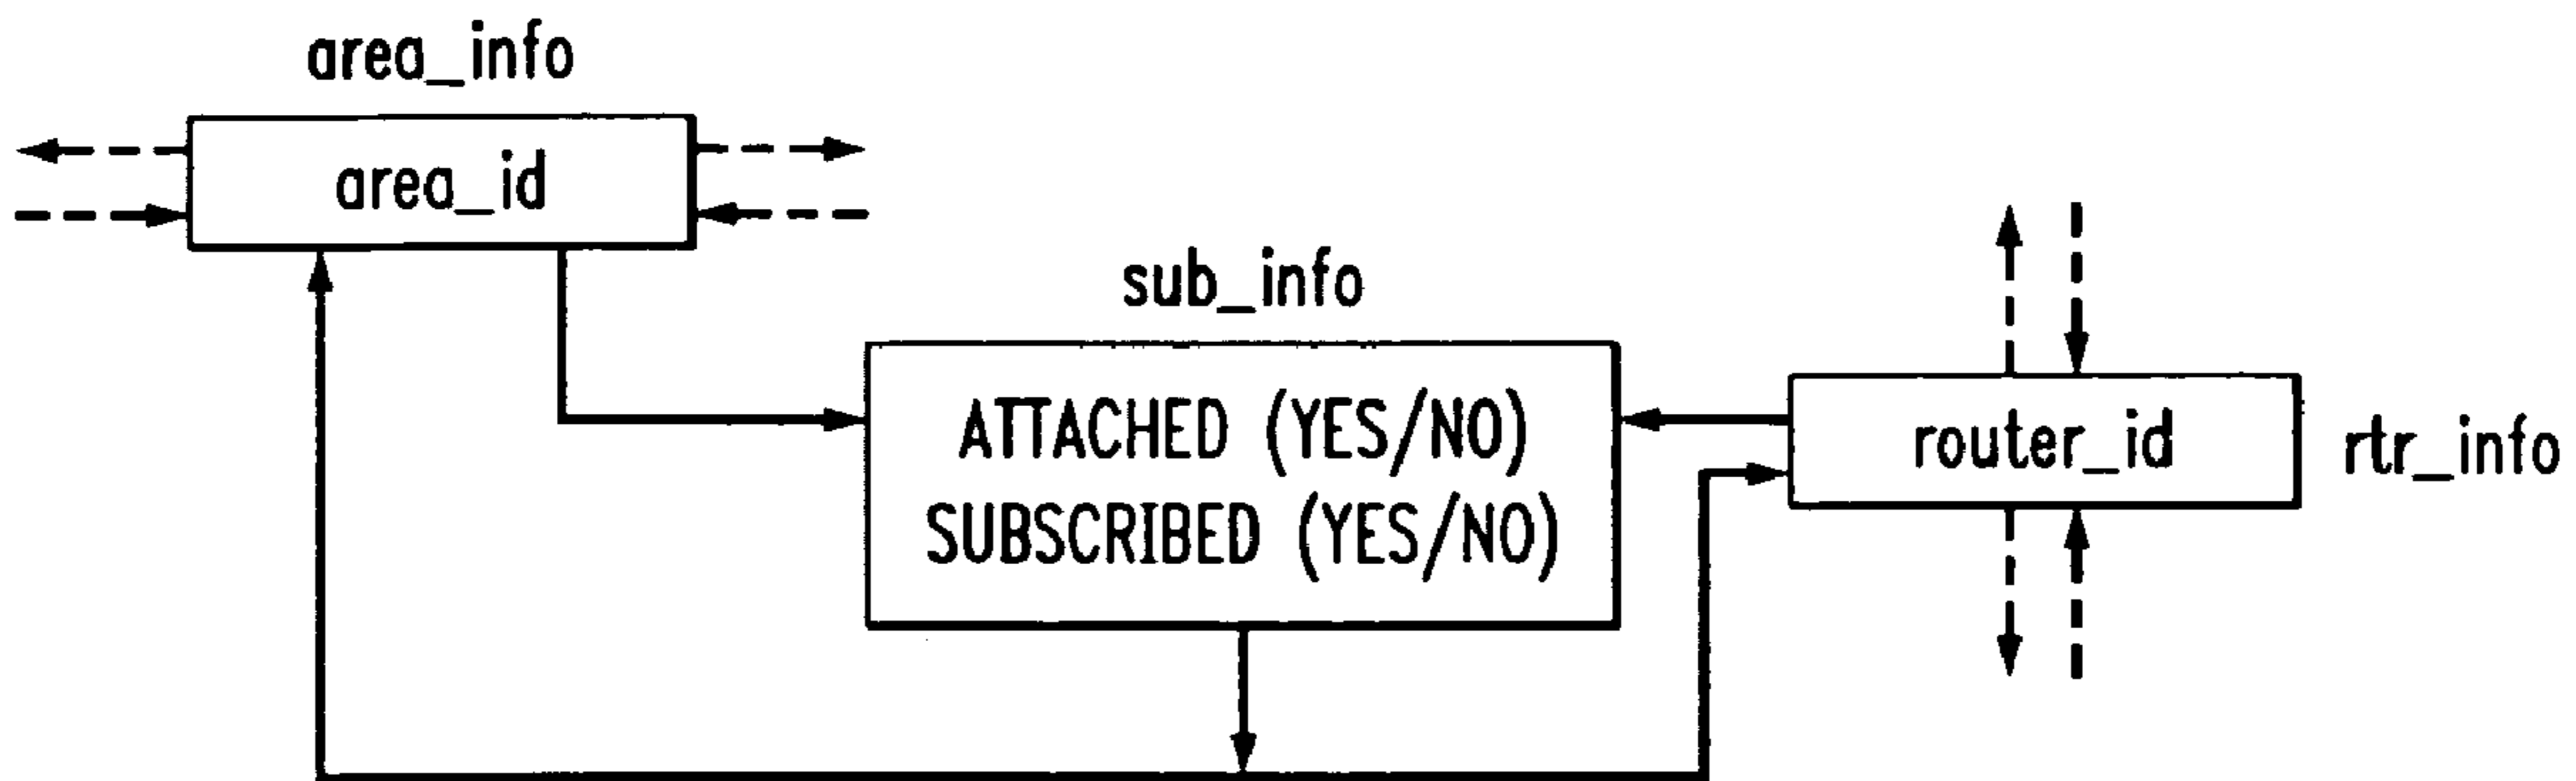 area_info
area_id
sub_info
ATTACHED (YES/NO)
SUBSCRIBED (YES/NO)
router_id
rtr_info